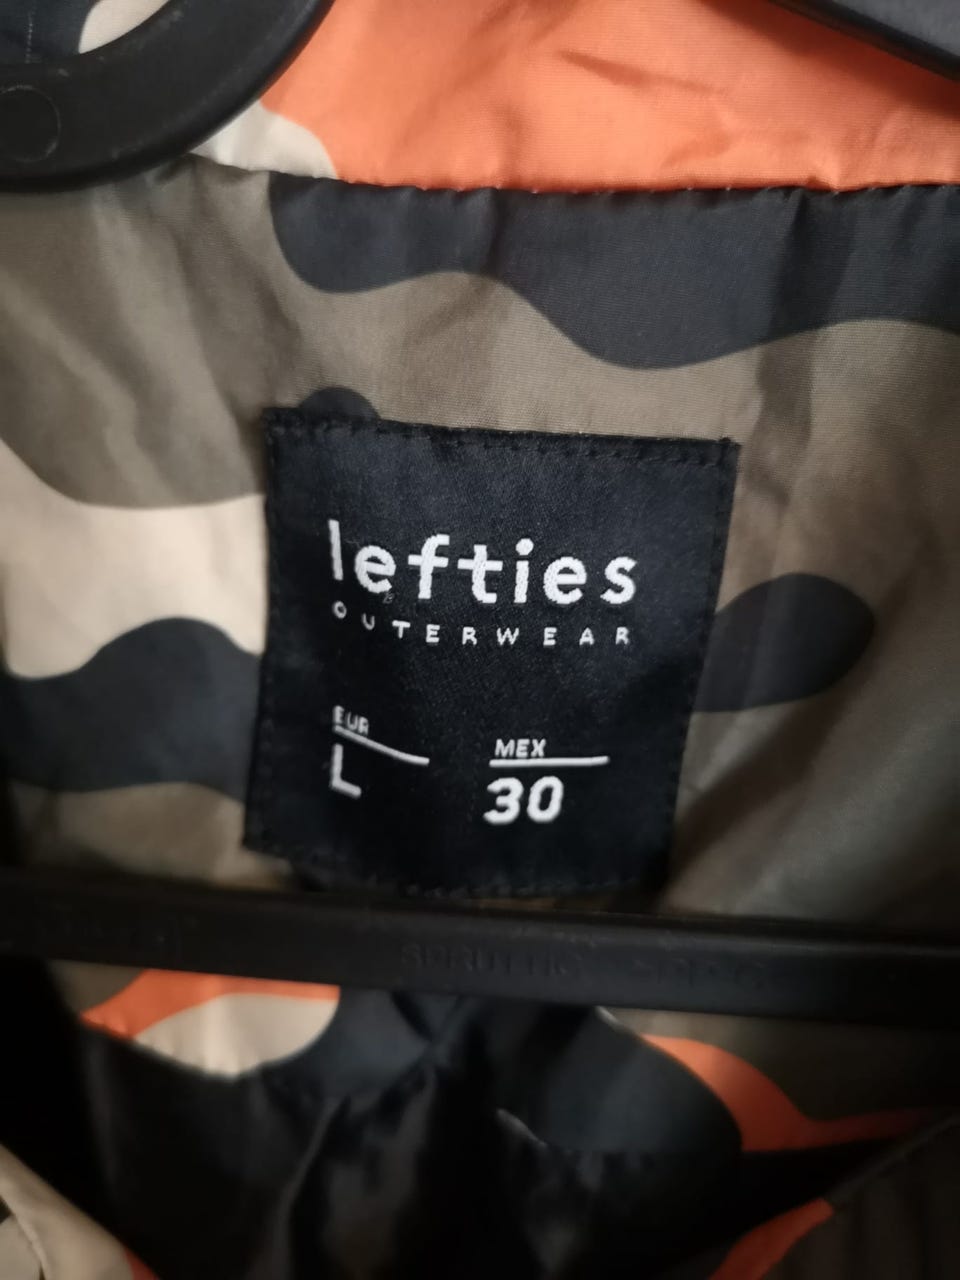 lefties
OUTERWEAR
EUR
L
MEX
30